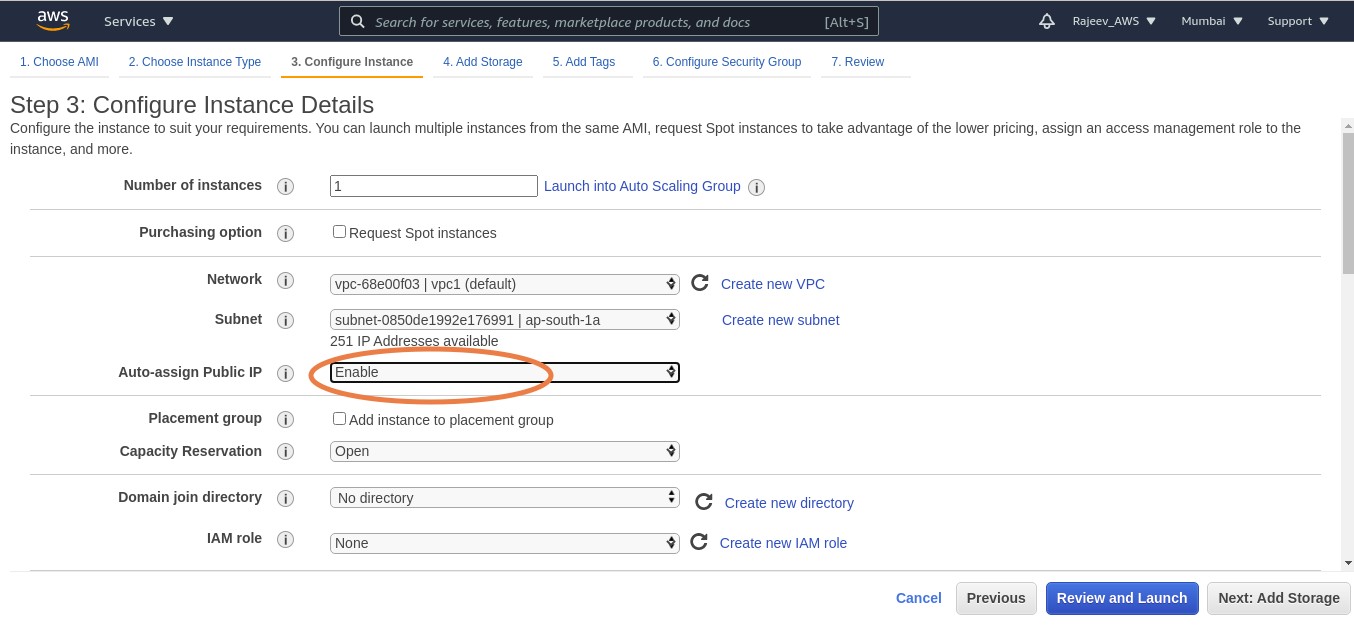 aws Services Search for services, features, marketplace products, and docs [Alt+S] Rajeev_AWS Mumbai Support
1. Choose AMI 2. Choose Instance Type 3. Configure Instance 4. Add Storage 5. Add Tags 6. Configure Security Group 7. Review
Step 3: Configure Instance Details
Configure the instance to suit your requirements. You can launch multiple instances from the same AMI, request Spot instances to take advantage of the lower pricing, assign an access management role to the
instance, and more.
Number of instances i 1 Launch into Auto Scaling Group i
Purchasing option i Request Spot instances
Network i vpc-68e00f03 | vpc1 (default) Create new VPC
Subnet i subnet-0850de1992e176991 | ap-south-1a Create new subnet
251 IP Addresses available
Auto-assign Public IP i Enable
Placement group i Add instance to placement group
Capacity Reservation i Open
Domain join directory i No directory Create new directory
IAM role i None Create new IAM role
Cancel Previous Review and Launch Next: Add Storage